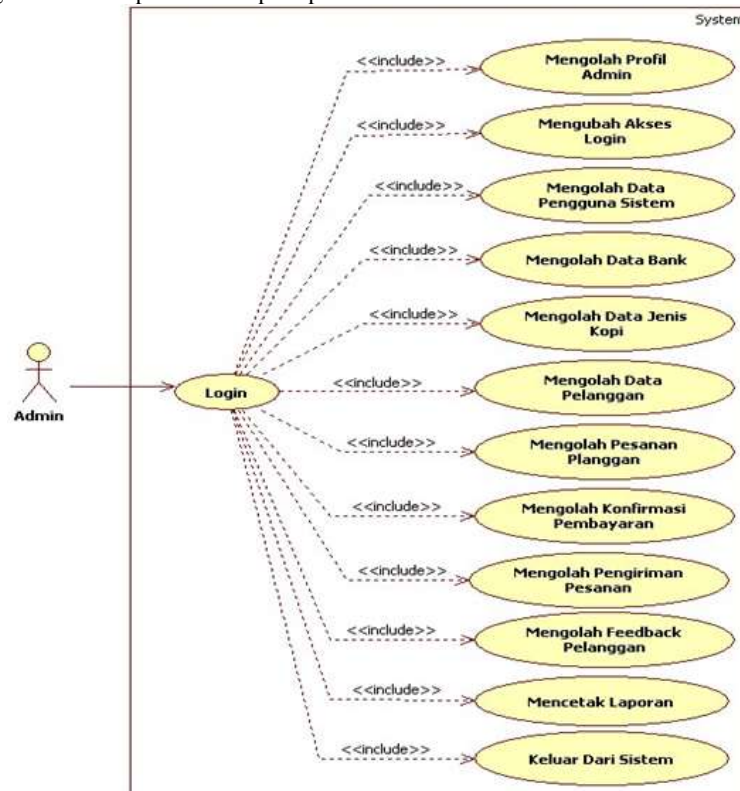 System
<<include>>
Mengolah Profil
Admin
<<include>>
Mengubah Akses
Login
<<include>>
Mengolah Data
Pengguna Sistem
<<include>>
Mengolah Data Bank
<<include>>
Mengolah Data Jenis
Kopi
Admin
Login
<<include>>
Mengolah Data
Pelanggan
<<include>>
Mengolah Pesanan
Planggan
<<include>>
Mengolah Konfirmasi
Pembayaran
<<include>>
Mengolah Pengiriman
Pesanan
<<include>>
Mengolah Feedback
Pelanggan
<<include>>
Mencetak Laporan
<<include>>
Keluar Dari Sistem